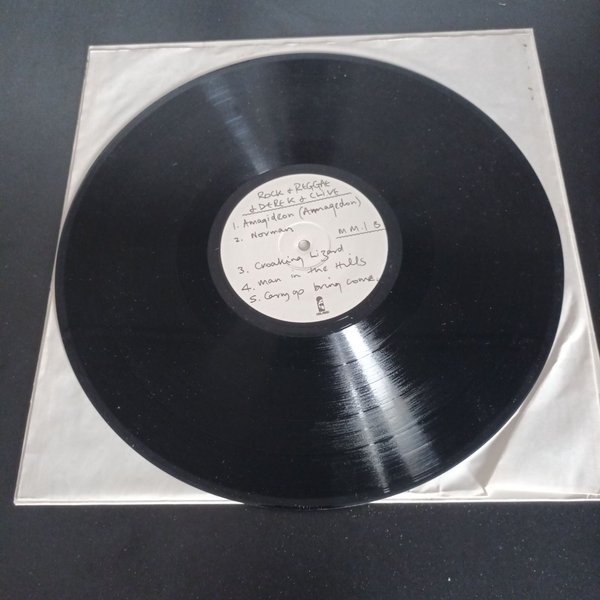 ROCK & REGGAE
& DEREK & CLIVE
1. Amagideon (Armagedon)
2. Norman
MM.1 B
3. Croaking Lizard
4. Man in the Hills
5. Carry go bring come.